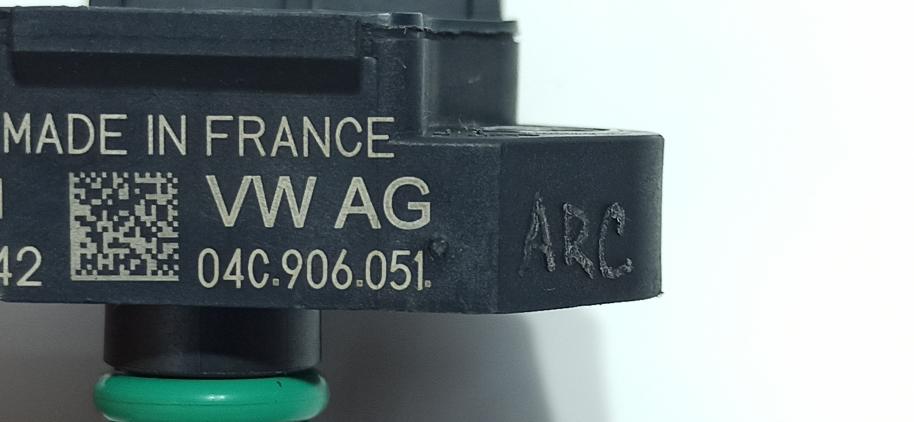 MADE IN FRANCE
VW AG
42 04C.906.051.
ARC